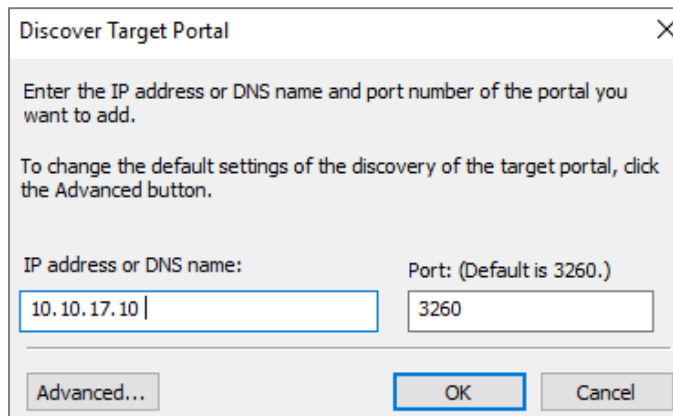 Discover Target Portal
Enter the IP address or DNS name and port number of the portal you
want to add.
To change the default settings of the discovery of the target portal, click
the Advanced button.
IP address or DNS name:
Port: (Default is 3260.)
10.10.17.10
3260
Advanced...
OK
Cancel